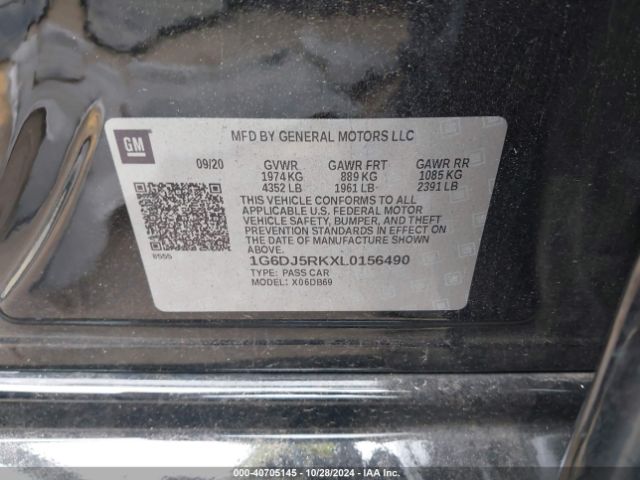 GM
MFD BY GENERAL MOTORS LLC
09/20 GVWR GAWR FRT GAWR RR
1974 KG 889 KG 1085 KG
4352 LB 1961 LB 2391 LB
THIS VEHICLE CONFORMS TO ALL
APPLICABLE U.S. FEDERAL MOTOR
VEHICLE SAFETY, BUMPER, AND THEFT
PREVENTION STANDARDS IN EFFECT
ON THE DATE OF MANUFACTURE SHOWN
ABOVE.
1G6DJ5RKXL0156490
TYPE: PASS CAR
MODEL: X06DB69
000-40705145 | 10/28/2024 | IAA Inc.